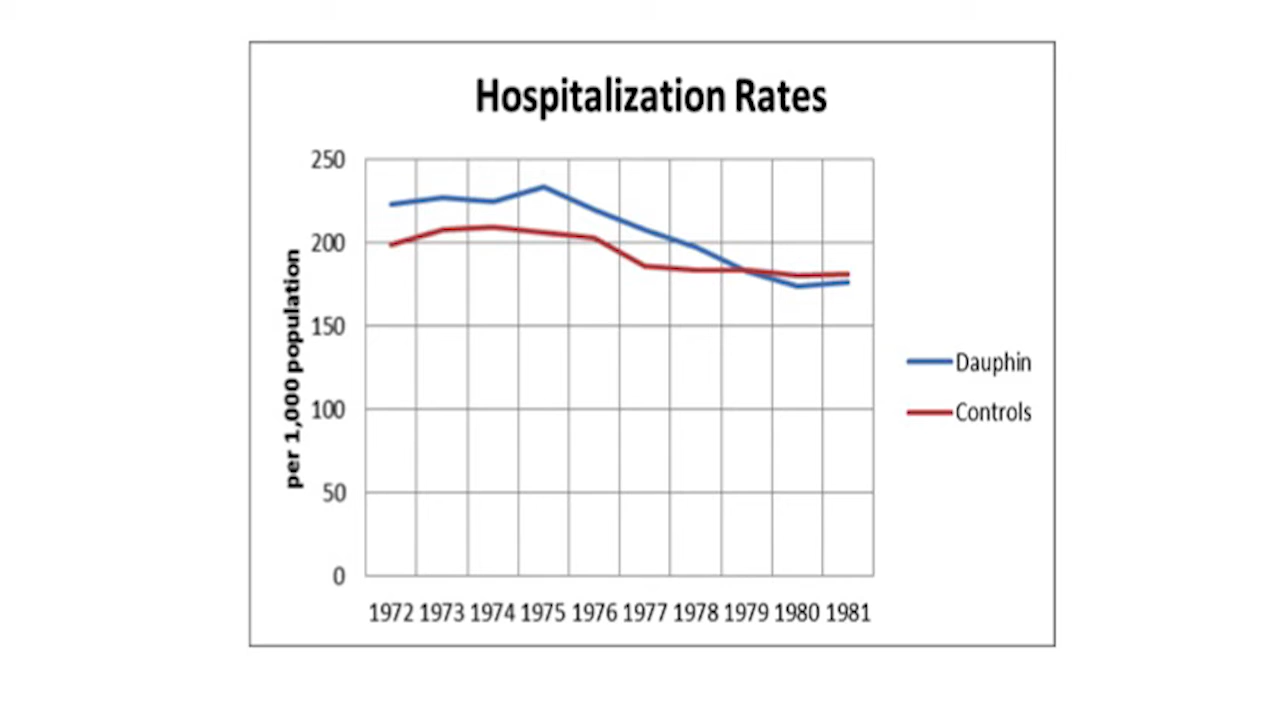 Hospitalization Rates
250
200
150
100
50
0
per 1,000 population
1972 1973 1974 1975 1976 1977 1978 1979 1980 1981
Dauphin
Controls